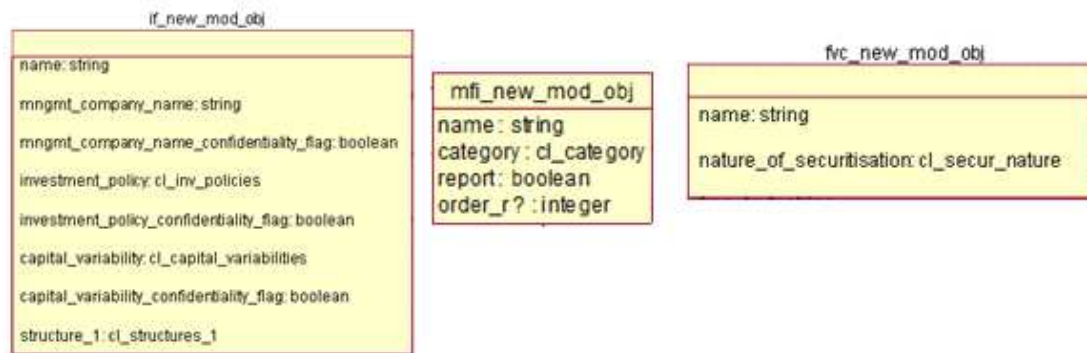 if_new_mod_obj
name: string
mngmt_company_name: string
mngmt_company_name_confidentiality_flag: boolean
investment_policy: cl_inv_policies
investment_policy_confidentiality_flag: boolean
capital_variability: cl_capital_variabilities
capital_variability_confidentiality_flag: boolean
structure_1: cl_structures_1
mfi_new_mod_obj
name : string
category : cl_category
report : boolean
order_r ? : integer
fvc_new_mod_obj
name: string
nature_of_securitisation: cl_secur_nature